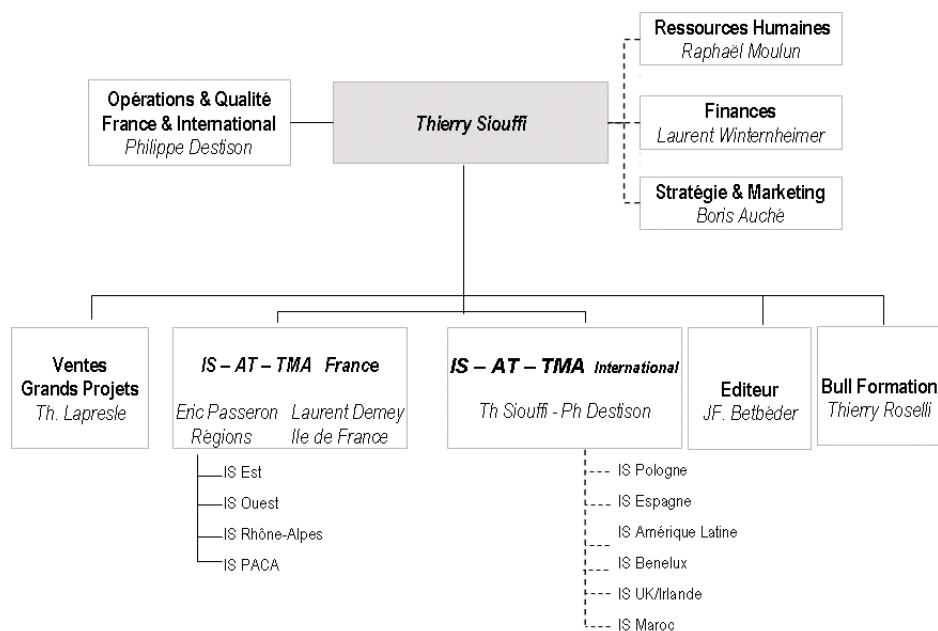 Ressources Humaines
Raphaël Moulun
Opérations & Qualité
France & International
Philippe Destison
Thierry Siouffi
Finances
Laurent Winternheimer
Stratégie & Marketing
Boris Auché
Ventes
Grands Projets
Th. Lapresle
IS – AT – TMA France
Eric Passeron
Régions
Laurent Demey
Ile de France
IS – AT – TMA International
Th Siouffi - Ph Destison
Editeur
JF. Betbéder
Bull Formation
Thierry Roselli
IS Est
IS Ouest
IS Rhône-Alpes
IS PACA
IS Pologne
IS Espagne
IS Amérique Latine
IS Benelux
IS UK/Irlande
IS Maroc